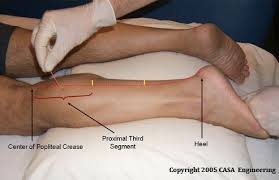 Center of Popliteal Crease
Proximal Third
Segment
Heel
Copyright 2005 CASA Engineering